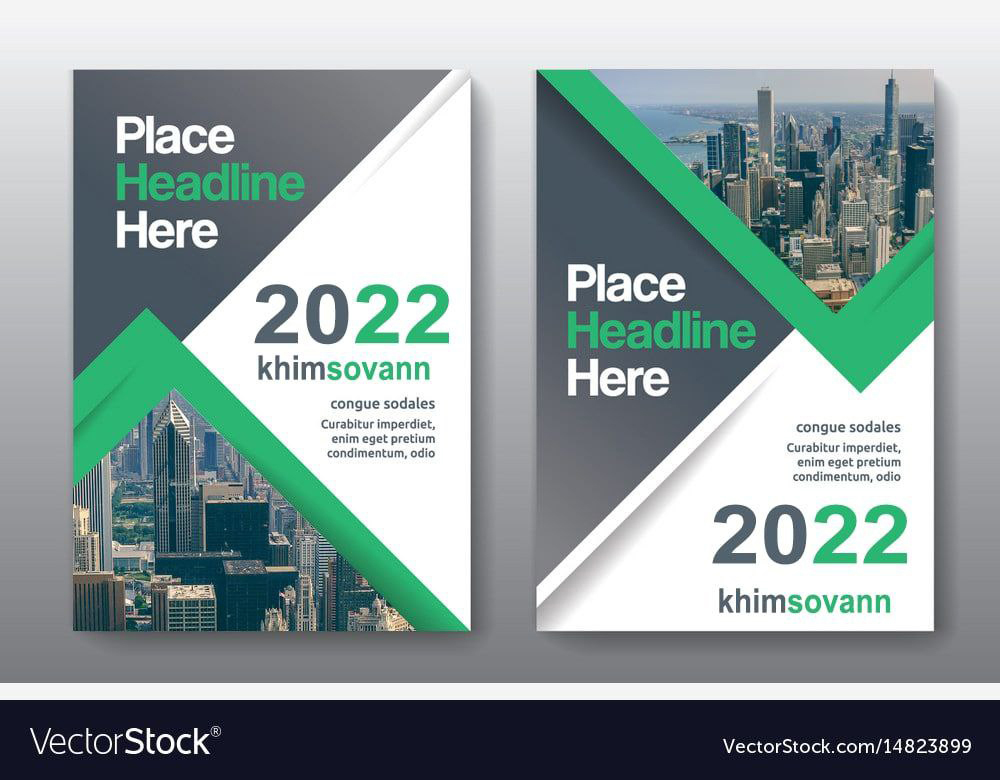 Place
Headline
Here
2022
khimsovann
congue sodales
Curabitur imperdiet,
enim eget pretium
condimentum, odio
Place
Headline
Here
congue sodales
Curabitur imperdiet,
enim eget pretium
condimentum, odio
2022
khimsovann
VectorStock®
VectorStock.com/14823899